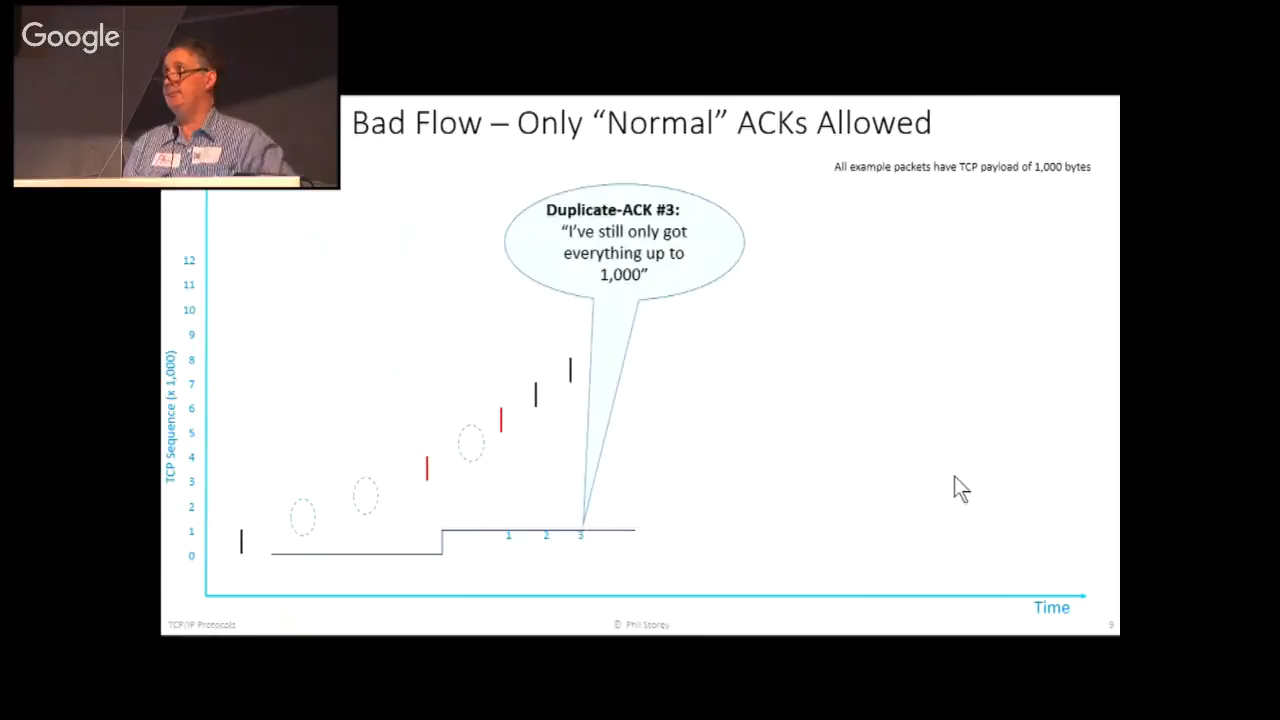 Google
Bad Flow – Only “Normal” ACKs Allowed
All example packets have TCP payload of 1,000 bytes
Duplicate-ACK #3:
“I’ve still only got
everything up to
1,000”
12
11
10
9
8
7
6
5
4
3
2
1
0
TCP Sequence (x 1,000)
1 2 3
Time
TCP/IP Protocols
© Phil Storey
9